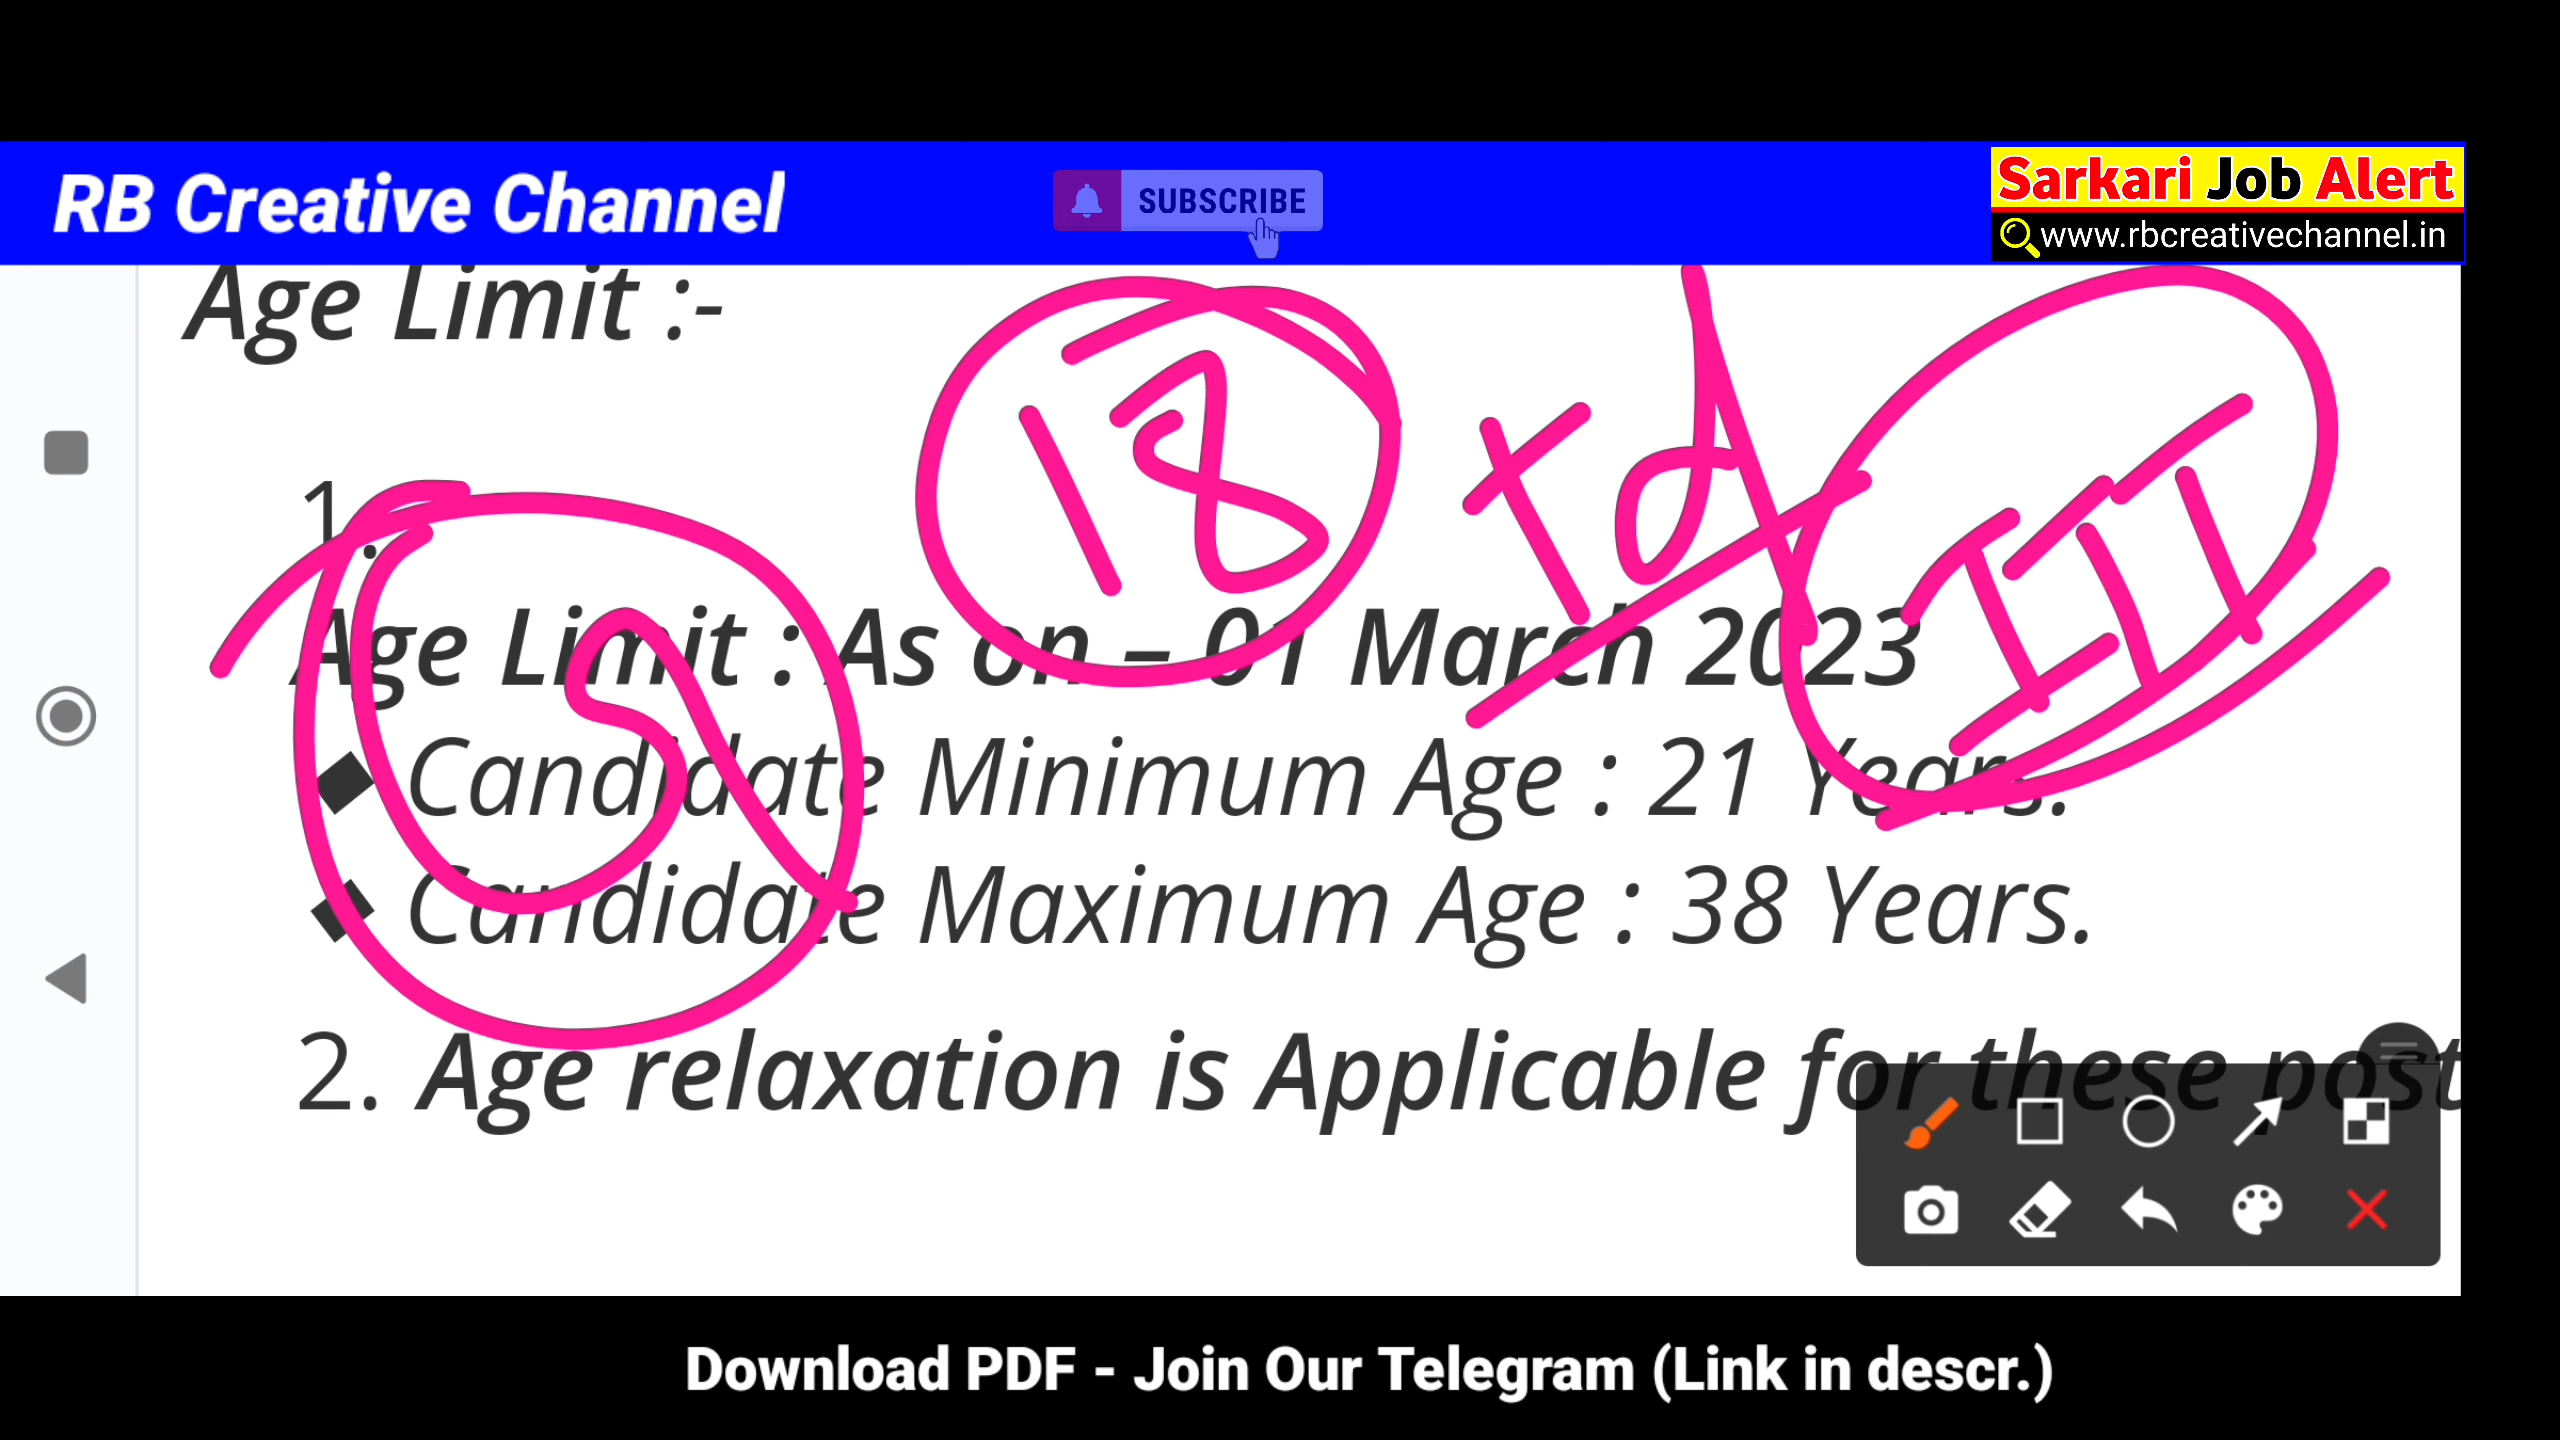 RB Creative Channel
SUBSCRIBE
Sarkari Job Alert
www.rbcreativechannel.in
Age Limit :-
18
1.
Age Limit : As on – 01 March 2023
Candidate Minimum Age : 21 Years.
Candidate Maximum Age : 38 Years.
2. Age relaxation is Applicable for these post
Download PDF - Join Our Telegram (Link in descr.)